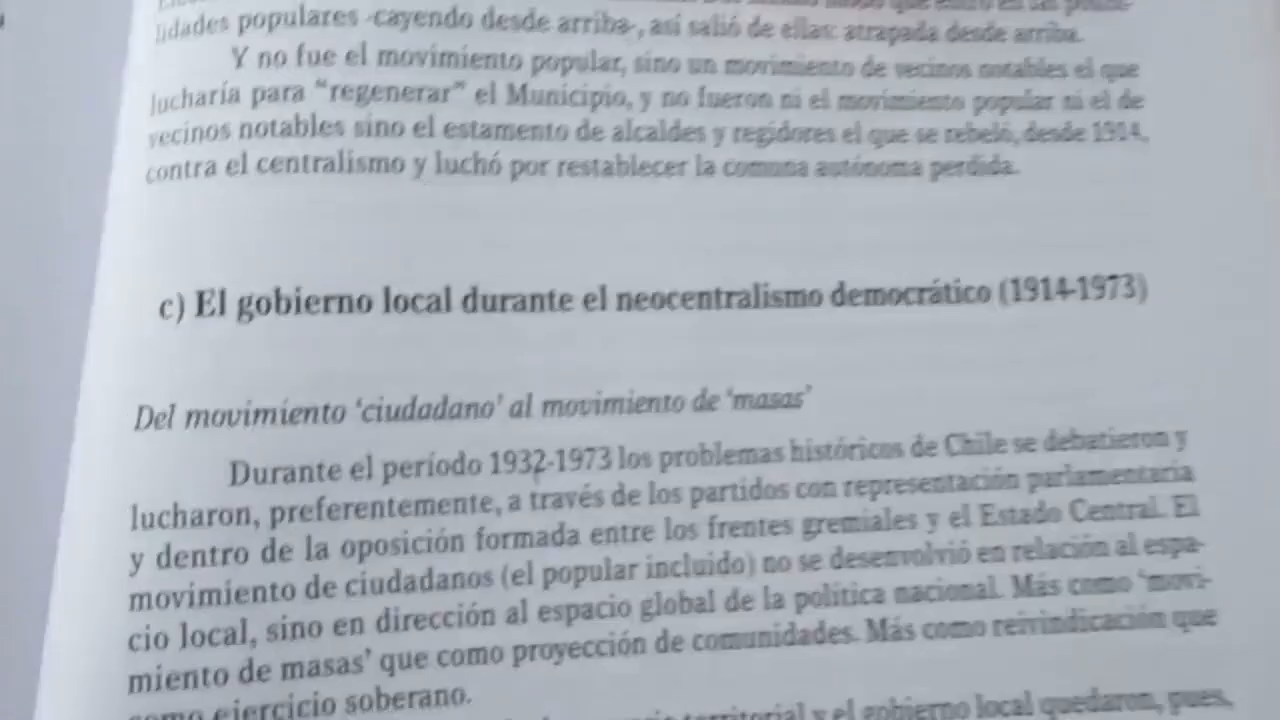 lidades populares -cayendo desde arriba-, así salió de ellas: atrapada desde arriba.
Y no fue el movimiento popular, sino un movimiento de vecinos notables el que
lucharía para "regenerar" el Municipio, y no fueron ni el movimiento popular ni el de
vecinos notables sino el estamento de alcaldes y regidores el que se rebeló, desde 1914,
contra el centralismo y luchó por restablecer la comuna autónoma perdida.
c) El gobierno local durante el neocentralismo democrático (1914-1973)
Del movimiento 'ciudadano' al movimiento de 'masas'
Durante el período 1932-1973 los problemas históricos de Chile se debatieron y
lucharon, preferentemente, a través de los partidos con representación parlamentaria
y dentro de la oposición formada entre los frentes gremiales y el Estado Central. El
movimiento de ciudadanos (el popular incluido) no se desenvolvió en relación al espa-
cio local, sino en dirección al espacio global de la política nacional. Más como 'movi-
miento de masas' que como proyección de comunidades. Más como reivindicación que
como ejercicio soberano.
territorial y el gobierno local quedaron, pues,